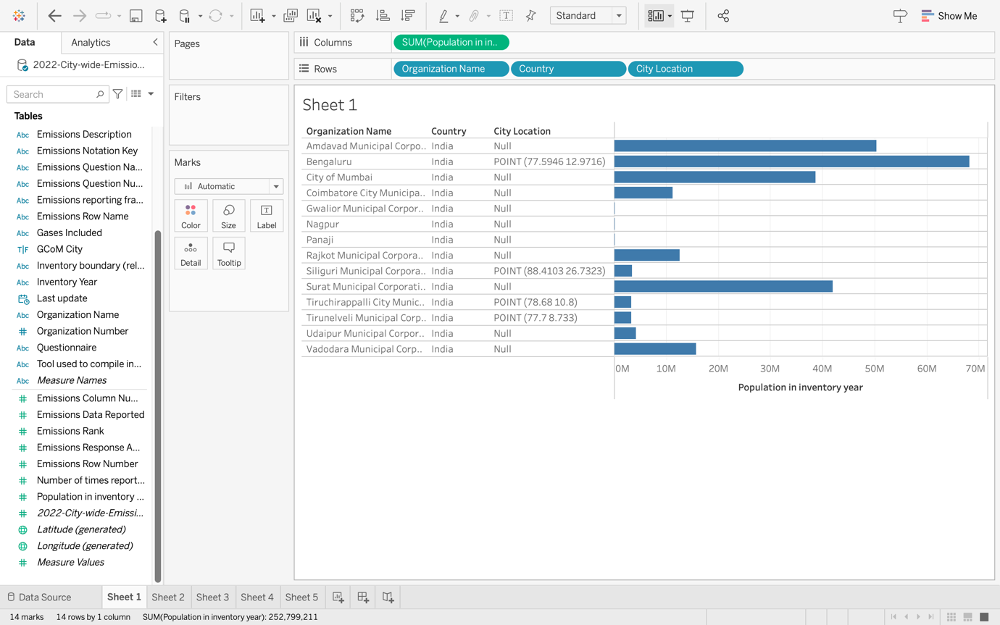 Standard
Show Me
Data
Analytics
2022-City-wide-Emissio...
Search
Tables
Abc Emissions Description
Abc Emissions Notation Key
Abc Emissions Question Na...
Abc Emissions Question Nu...
Abc Emissions reporting fra...
Abc Emissions Row Name
Abc Gases Included
T|F GCoM City
Abc Inventory boundary (rel...
Abc Inventory Year
Last update
Abc Organization Name
# Organization Number
Abc Questionnaire
Abc Tool used to compile in...
Abc Measure Names
# Emissions Column Nu...
# Emissions Data Reported
# Emissions Rank
# Emissions Response A...
# Emissions Row Number
# Number of times report...
# Population in inventory ...
# 2022-City-wide-Emissi...
Latitude (generated)
Longitude (generated)
# Measure Values
Pages
Filters
Marks
Automatic
Color Size Label
Detail Tooltip
Columns SUM(Population in in..
Rows Organization Name Country City Location
Sheet 1
Organization Name Country City Location
Amdavad Municipal Corpo.. India Null
Bengaluru India POINT (77.5946 12.9716)
City of Mumbai India Null
Coimbatore City Municipa.. India Null
Gwalior Municipal Corpor.. India Null
Nagpur India Null
Panaji India Null
Rajkot Municipal Corpora.. India Null
Siliguri Municipal Corpora.. India POINT (88.4103 26.7323)
Surat Municipal Corporati.. India Null
Tiruchirappalli City Munic.. India POINT (78.68 10.8)
Tirunelveli Municipal Corp.. India POINT (77.7 8.733)
Udaipur Municipal Corpor.. India Null
Vadodara Municipal Corp.. India Null
0M 10M 20M 30M 40M 50M 60M 70M
Population in inventory year
Data Source Sheet 1 Sheet 2 Sheet 3 Sheet 4 Sheet 5
14 marks 14 rows by 1 column SUM(Population in inventory year): 252,799,211